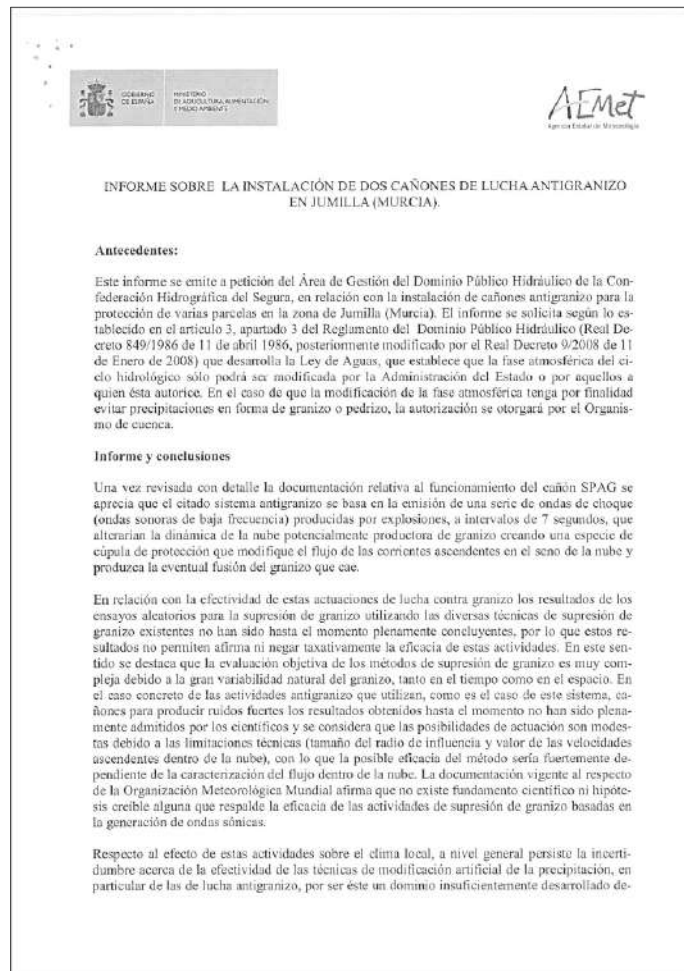 GOBIERNO
DE ESPAÑA
MINISTERIO
DE AGRICULTURA, ALIMENTACIÓN
Y MEDIO AMBIENTE
AEMet
Agencia Estatal de Meteorología
INFORME SOBRE LA INSTALACIÓN DE DOS CAÑONES DE LUCHA ANTIGRANIZO
EN JUMILLA (MURCIA).
Antecedentes:
Este informe se emite a petición del Área de Gestión del Dominio Público Hidráulico de la Con-
federación Hidrográfica del Segura, en relación con la instalación de cañones antigranizo para la
protección de varias parcelas en la zona de Jumilla (Murcia). El informe se solicita según lo es-
tablecido en el artículo 3, apartado 3 del Reglamento del Dominio Público Hidráulico (Real De-
creto 849/1986 de 11 de abril 1986, posteriormente modificado por el Real Decreto 9/2008 de 11
de Enero de 2008) que desarrolla la Ley de Aguas, que establece que la fase atmosférica del ci-
clo hidrológico sólo podrá ser modificada por la Administración del Estado o por aquellos a
quien ésta autorice. En el caso de que la modificación de la fase atmosférica tenga por finalidad
evitar precipitaciones en forma de granizo o pedrizo, la autorización se otorgará por el Organis-
mo de cuenca.
Informe y conclusiones
Una vez revisada con detalle la documentación relativa al funcionamiento del cañón SPAG se
aprecia que el citado sistema antigranizo se basa en la emisión de una serie de ondas de choque
(ondas sonoras de baja frecuencia) producidas por explosiones, a intervalos de 7 segundos, que
alterarían la dinámica de la nube potencialmente productora de granizo creando una especie de
cúpula de protección que modifique el flujo de las corrientes ascendentes en el seno de la nube y
produzca la eventual fusión del granizo que cae.
En relación con la efectividad de estas actuaciones de lucha contra granizo los resultados de los
ensayos aleatorios para la supresión de granizo utilizando las diversas técnicas de supresión de
granizo existentes no han sido hasta el momento plenamente concluyentes, por lo que estos re-
sultados no permiten afirma ni negar taxativamente la eficacia de estas actividades. En este sen-
tido se destaca que la evaluación objetiva de los métodos de supresión de granizo es muy com-
pleja debido a la gran variabilidad natural del granizo, tanto en el tiempo como en el espacio. En
el caso concreto de las actividades antigranizo que utilizan, como es el caso de este sistema, ca-
ñones para producir ruidos fuertes los resultados obtenidos hasta el momento no han sido plena-
mente admitidos por los científicos y se considera que las posibilidades de actuación son modes-
tas debido a las limitaciones técnicas (tamaño del radio de influencia y valor de las velocidades
ascendentes dentro de la nube), con lo que la posible eficacia del método sería fuertemente de-
pendiente de la caracterización del flujo dentro de la nube. La documentación vigente al respecto
de la Organización Meteorológica Mundial afirma que no existe fundamento científico ni hipóte-
sis creíble alguna que respalde la eficacia de las actividades de supresión de granizo basadas en
la generación de ondas sónicas.
Respecto al efecto de estas actividades sobre el clima local, a nivel general persiste la incerti-
dumbre acerca de la efectividad de las técnicas de modificación artificial de la precipitación, en
particular de las de lucha antigranizo, por ser éste un dominio insuficientemente desarrollado de-